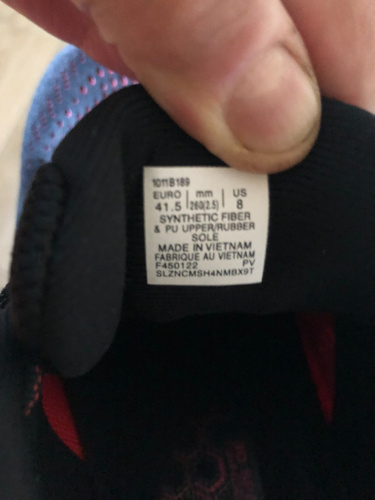 1011B189
EURO | mm | US
41.5 | 260(2.5) | 8
SYNTHETIC FIBER
& PU UPPER/RUBBER
SOLE
MADE IN VIETNAM
FABRIQUE AU VIETNAM
F450122 PV
SLZNCMSH4NMBX9T